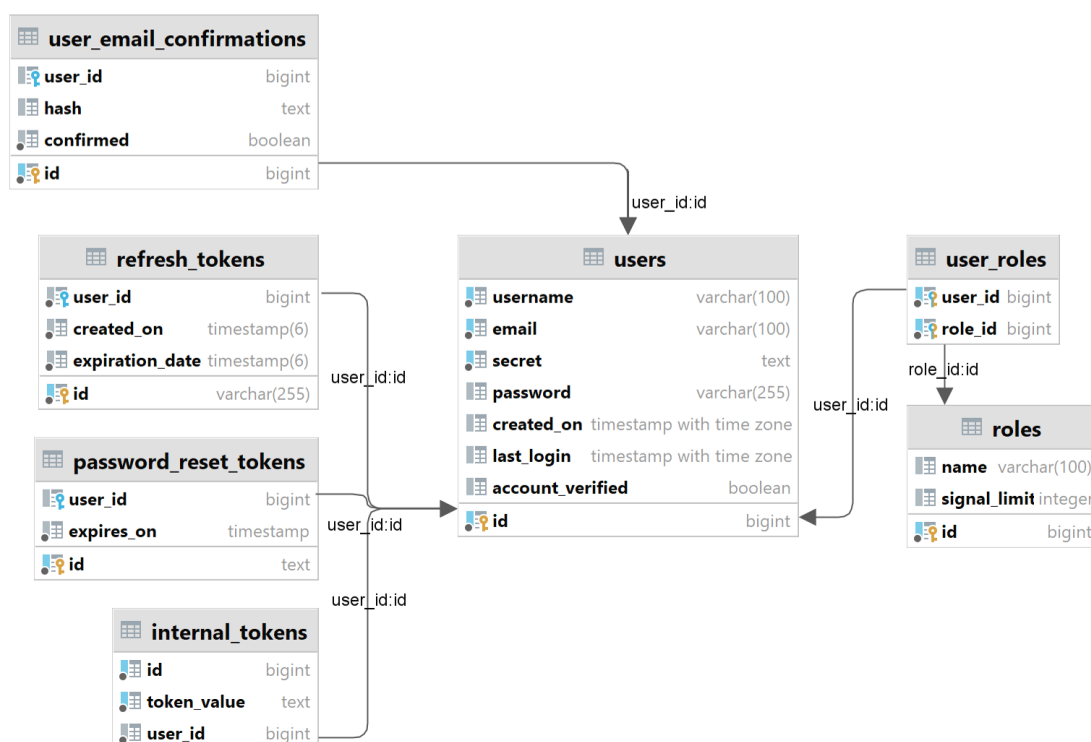 user_email_confirmations
user_id bigint
hash text
confirmed boolean
id bigint
user_id:id
refresh_tokens
user_id bigint
created_on timestamp(6)
expiration_date timestamp(6)
id varchar(255)
user_id:id
users
username varchar(100)
email varchar(100)
secret text
password varchar(255)
created_on timestamp with time zone
last_login timestamp with time zone
account_verified boolean
id bigint
user_roles
user_id bigint
role_id bigint
role_id:id
user_id:id
roles
name varchar(100)
signal_limit integer
id bigint
password_reset_tokens
user_id bigint
expires_on timestamp
id text
user_id:id
user_id:id
internal_tokens
id bigint
token_value text
user_id bigint